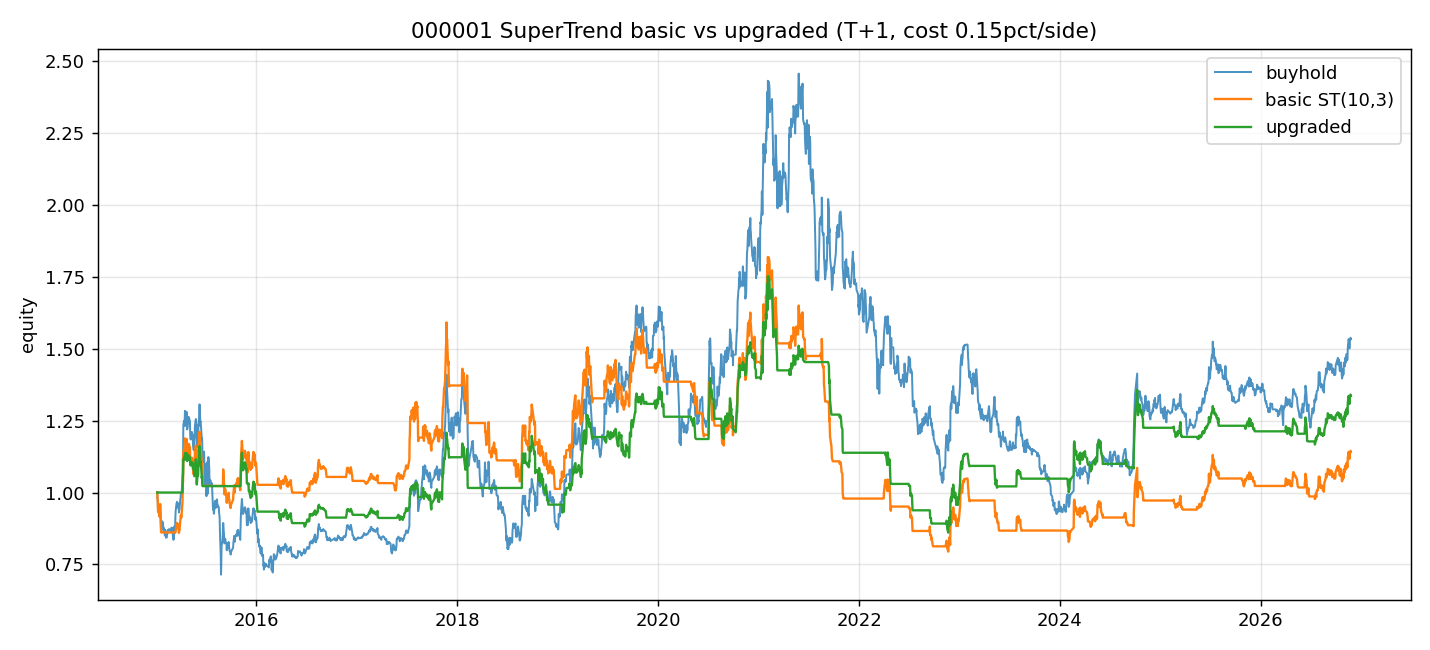 000001 SuperTrend basic vs upgraded (T+1, cost 0.15pct/side)
buyhold
basic ST(10,3)
upgraded
equity
2.50
2.25
2.00
1.75
1.50
1.25
1.00
0.75
2016
2018
2020
2022
2024
2026